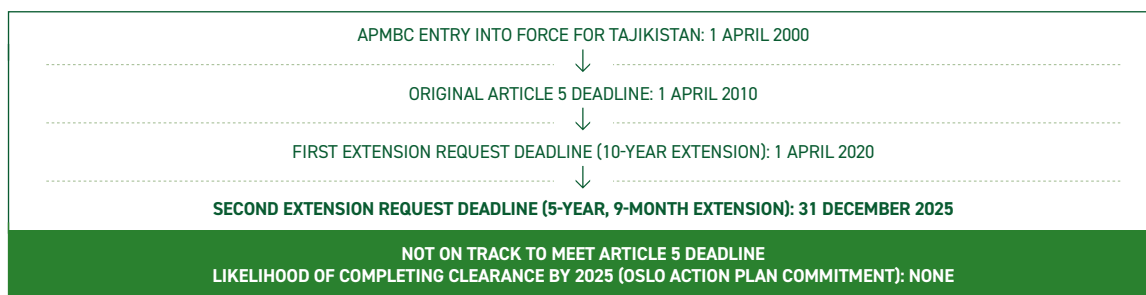 APMBC ENTRY INTO FORCE FOR TAJIKISTAN: 1 APRIL 2000
ORIGINAL ARTICLE 5 DEADLINE: 1 APRIL 2010
FIRST EXTENSION REQUEST DEADLINE (10-YEAR EXTENSION): 1 APRIL 2020
SECOND EXTENSION REQUEST DEADLINE (5-YEAR, 9-MONTH EXTENSION): 31 DECEMBER 2025
NOT ON TRACK TO MEET ARTICLE 5 DEADLINE
LIKELIHOOD OF COMPLETING CLEARANCE BY 2025 (OSLO ACTION PLAN COMMITMENT): NONE